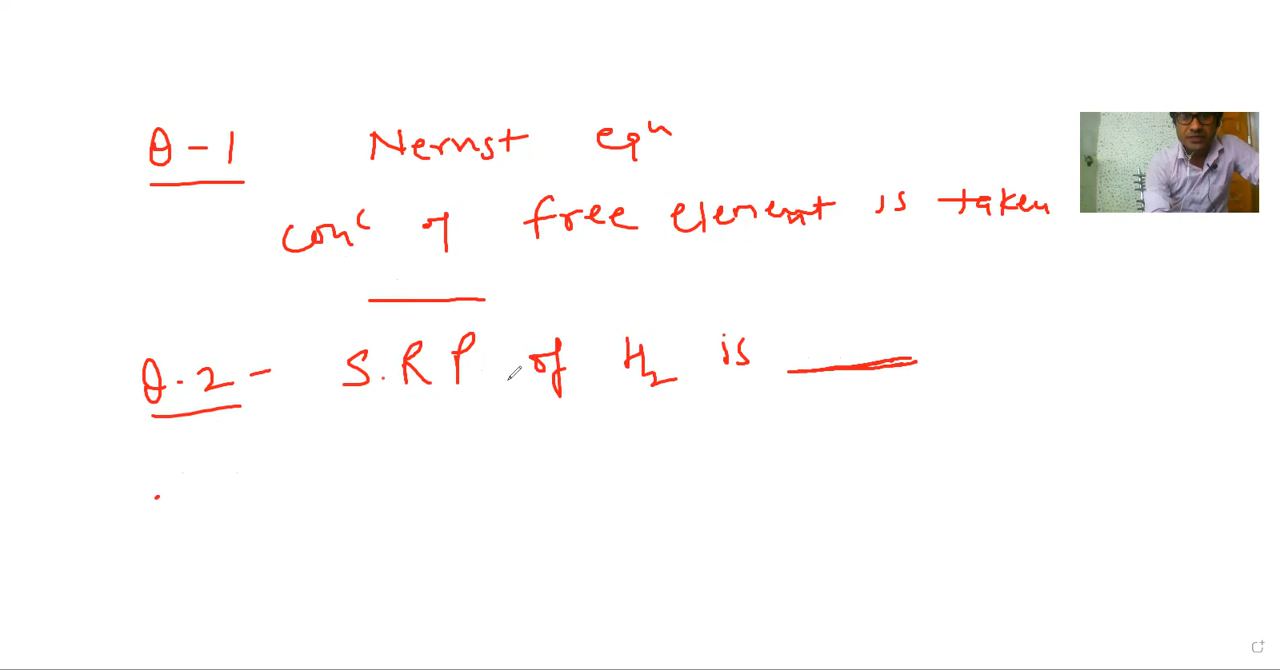 Q-1 Nernst eqn
conc of free element is taken
Q.2- S.R.P of H2 is